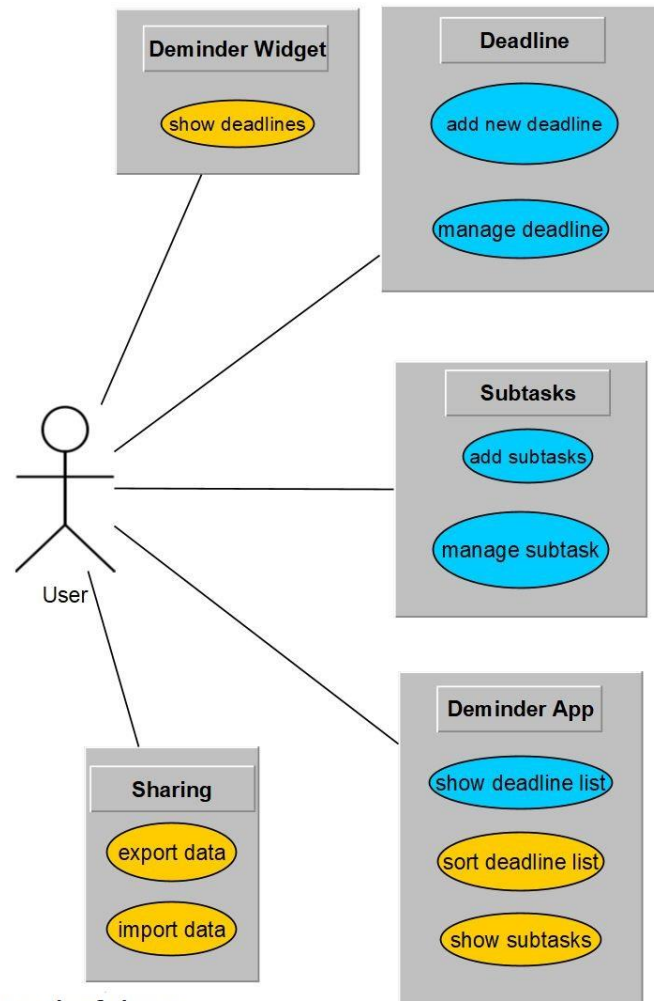 Deminder Widget
show deadlines
Deadline
add new deadline
manage deadline
Subtasks
add subtasks
manage subtask
User
Deminder App
show deadline list
sort deadline list
show subtasks
Sharing
export data
import data